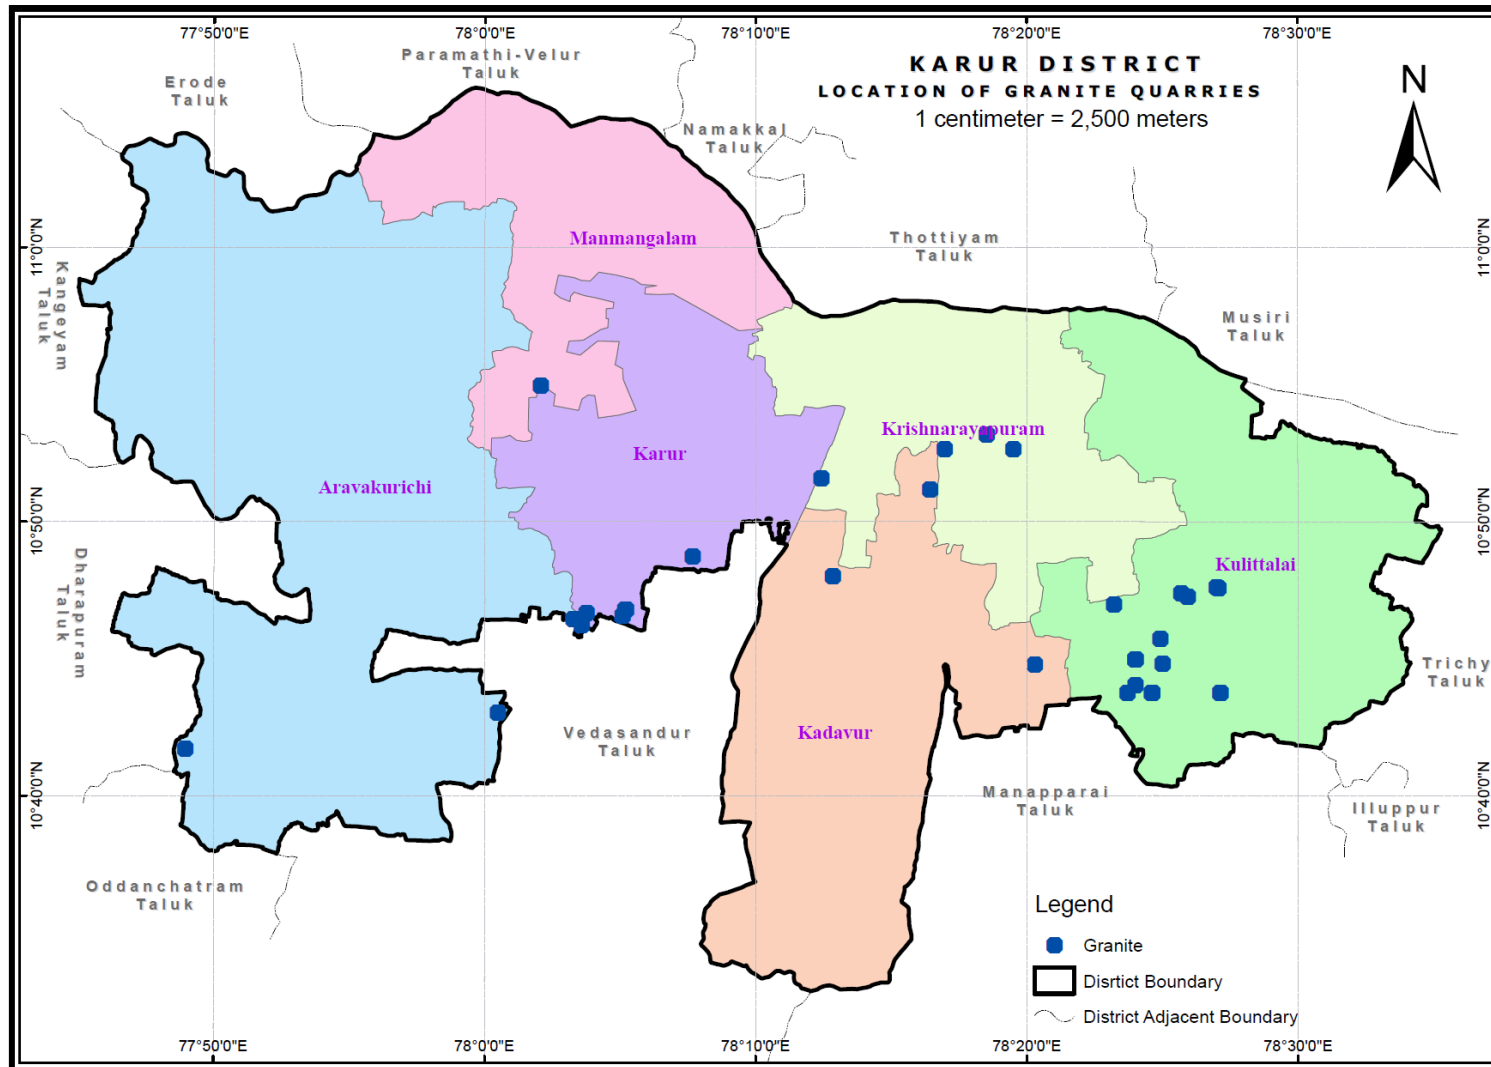 77°50'0"E 78°0'0"E 78°10'0"E 78°20'0"E 78°30'0"E
KARUR DISTRICT
LOCATION OF GRANITE QUARRIES
1 centimeter = 2,500 meters
N
Paramathi-Velur
Taluk
Erode
Taluk
Namakkal
Taluk
Manmangalam
Thottiyam
Taluk
11°0'0"N
11°0'0"N
Kangeyam
Taluk
Musiri
Taluk
Krishnarayapuram
Karur
Aravakurichi
10°50'0"N
10°50'0"N
Kulittalai
Dharapuram
Taluk
Trichy
Taluk
Vedasandur
Taluk
Kadavur
10°40'0"N
10°40'0"N
Manapparai
Taluk
Illuppur
Taluk
Oddanchatram
Taluk
Legend
Granite
Disrtict Boundary
District Adjacent Boundary
77°50'0"E 78°0'0"E 78°10'0"E 78°20'0"E 78°30'0"E